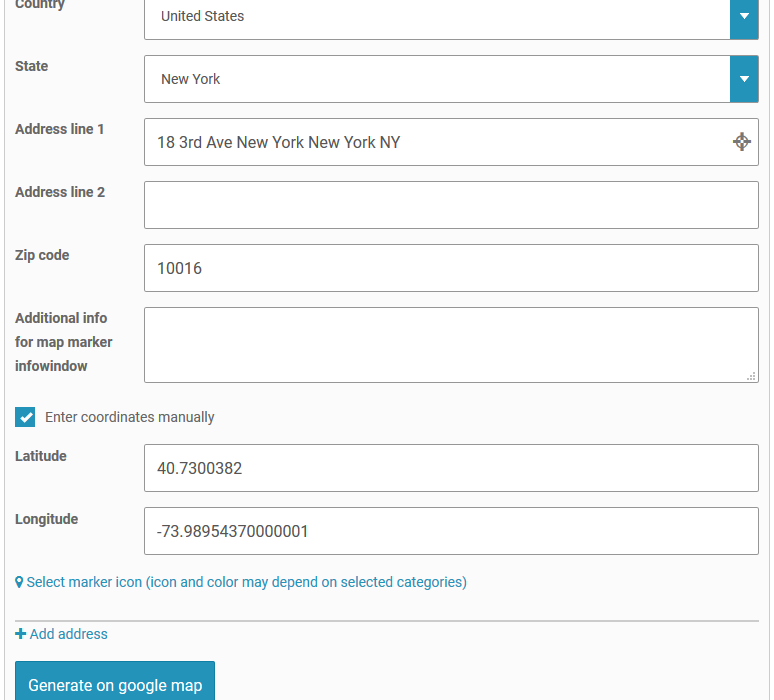 Country
United States
State
New York
Address line 1
18 3rd Ave New York New York NY
Address line 2
Zip code
10016
Additional info
for map marker
infowindow
Enter coordinates manually
Latitude
40.7300382
Longitude
-73.98954370000001
Select marker icon (icon and color may depend on selected categories)
Add address
Generate on google map